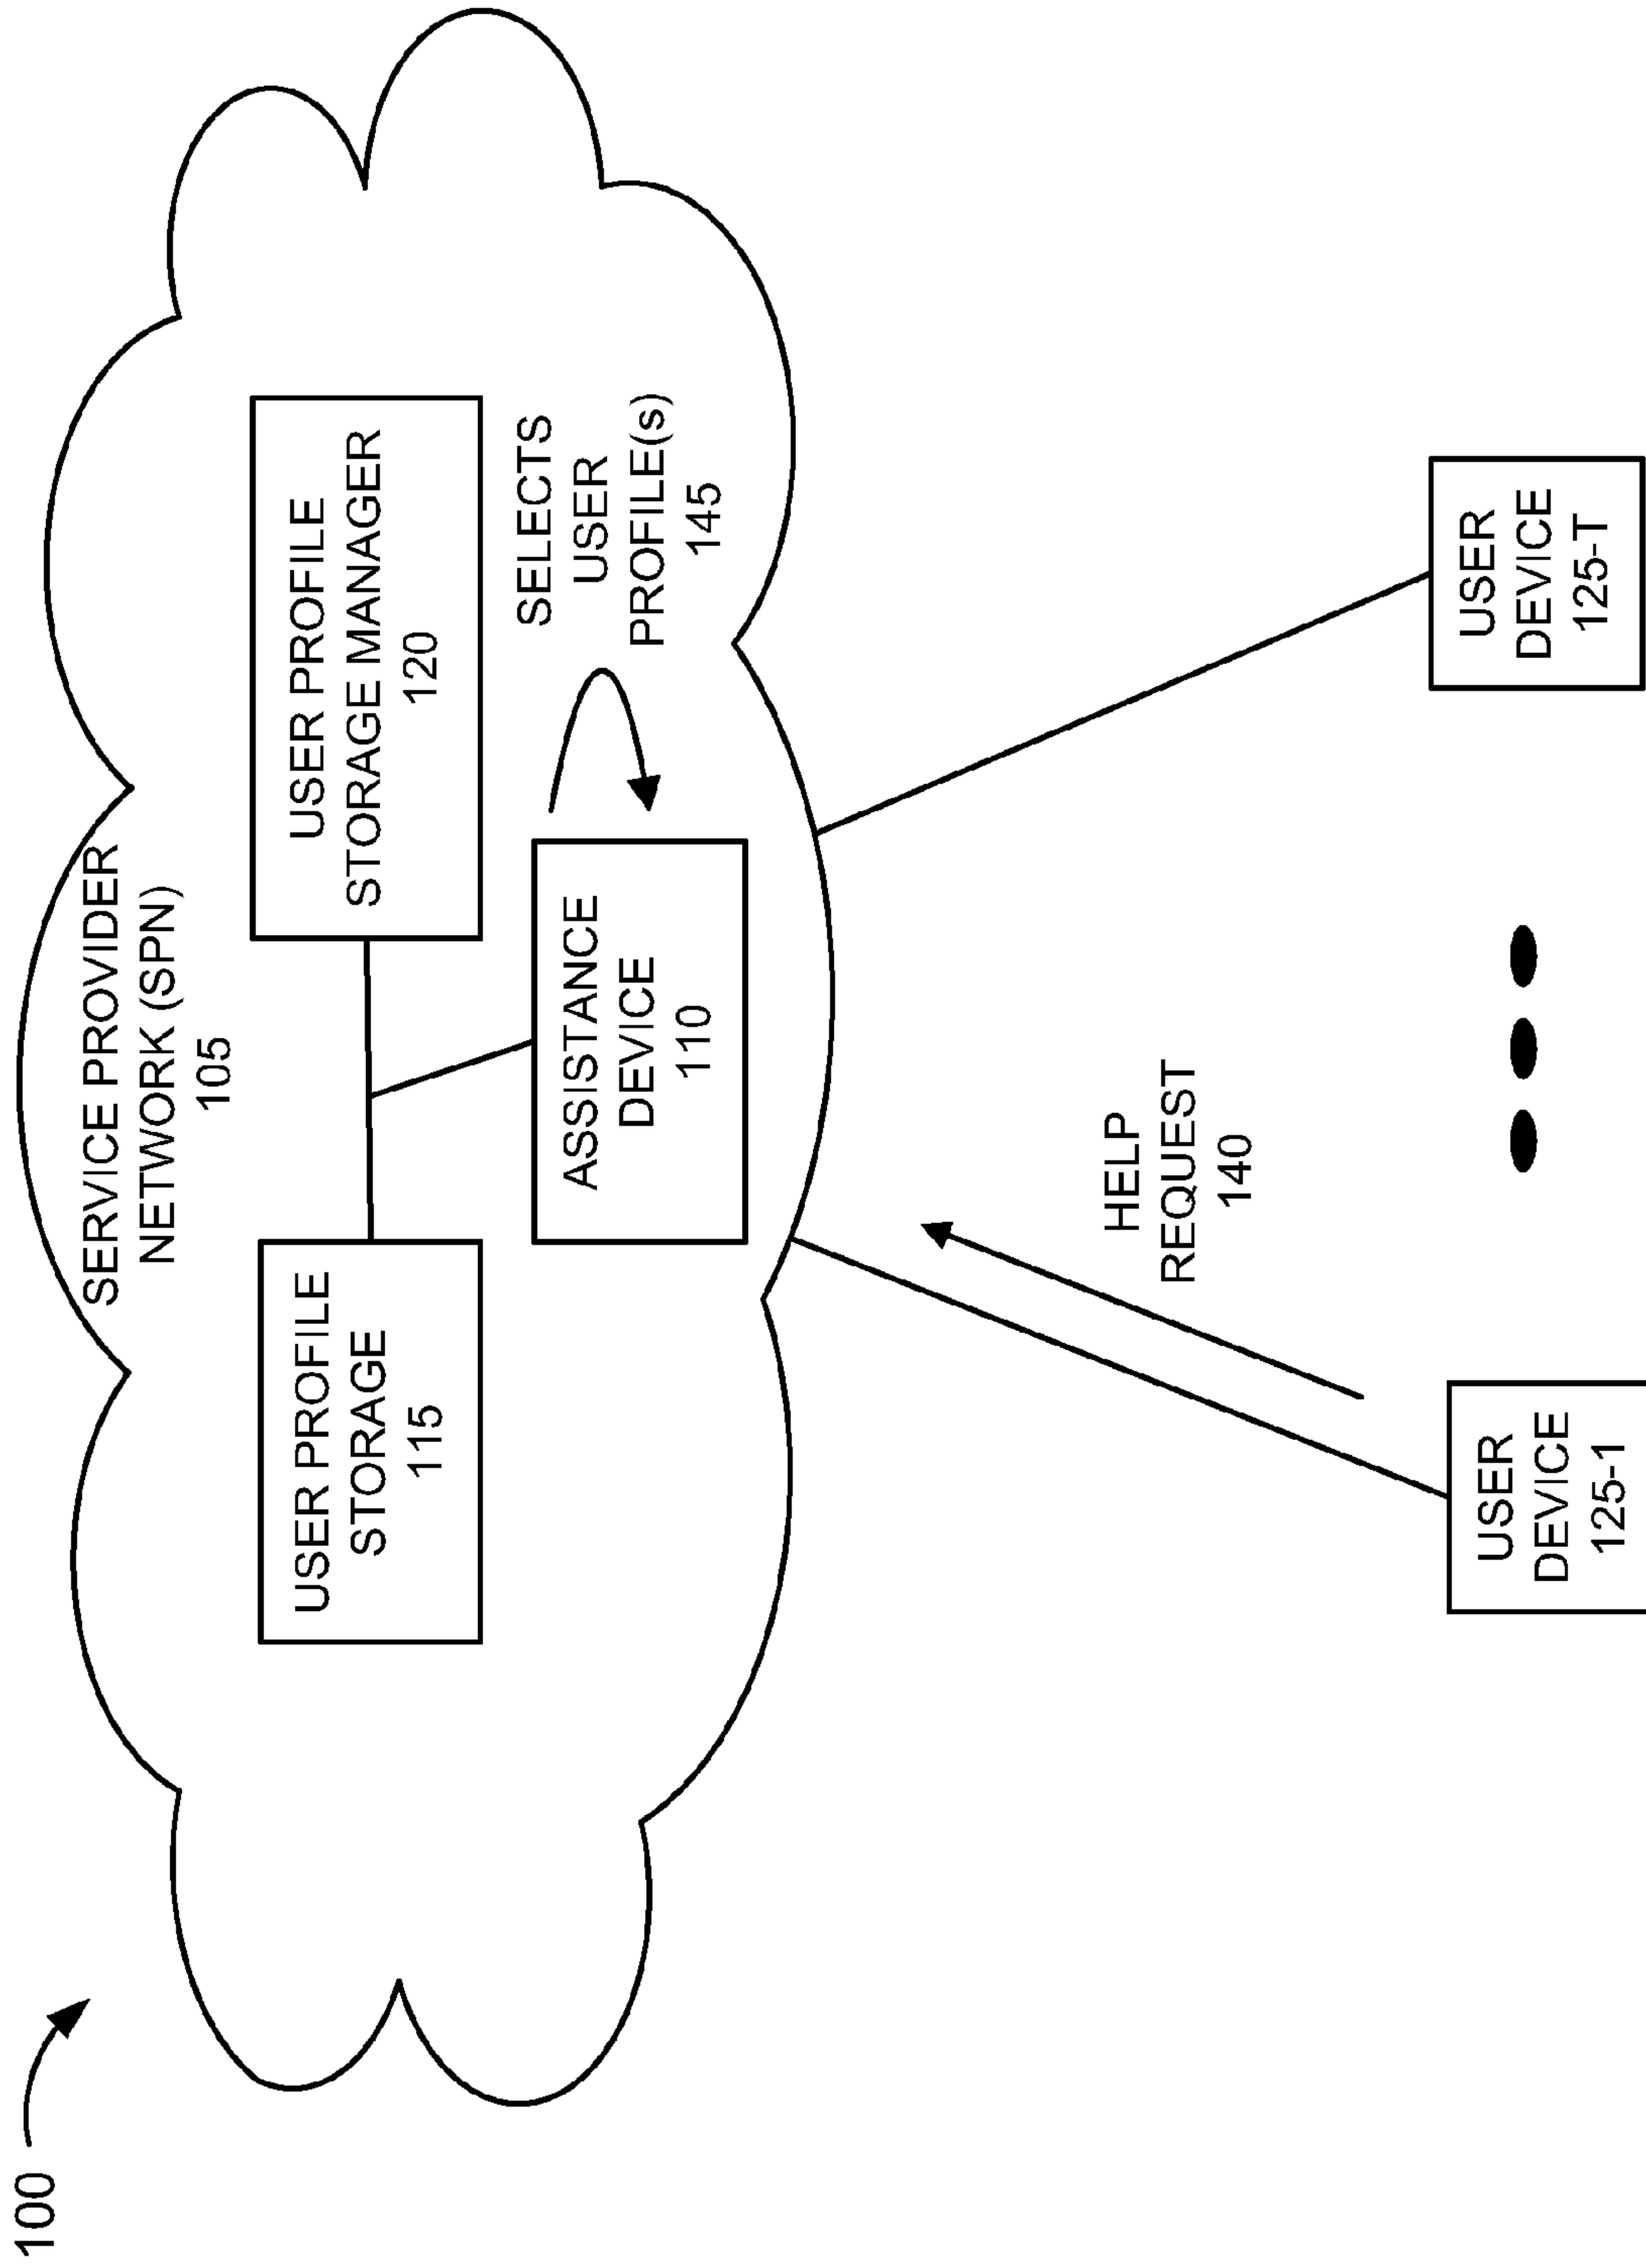 100
SERVICE PROVIDER
NETWORK (SPN)
105
USER PROFILE
STORAGE
115
USER PROFILE
STORAGE MANAGER
120
ASSISTANCE
DEVICE
110
SELECTS
USER
PROFILE(s)
145
HELP
REQUEST
140
USER
DEVICE
125-1
USER
DEVICE
125-T